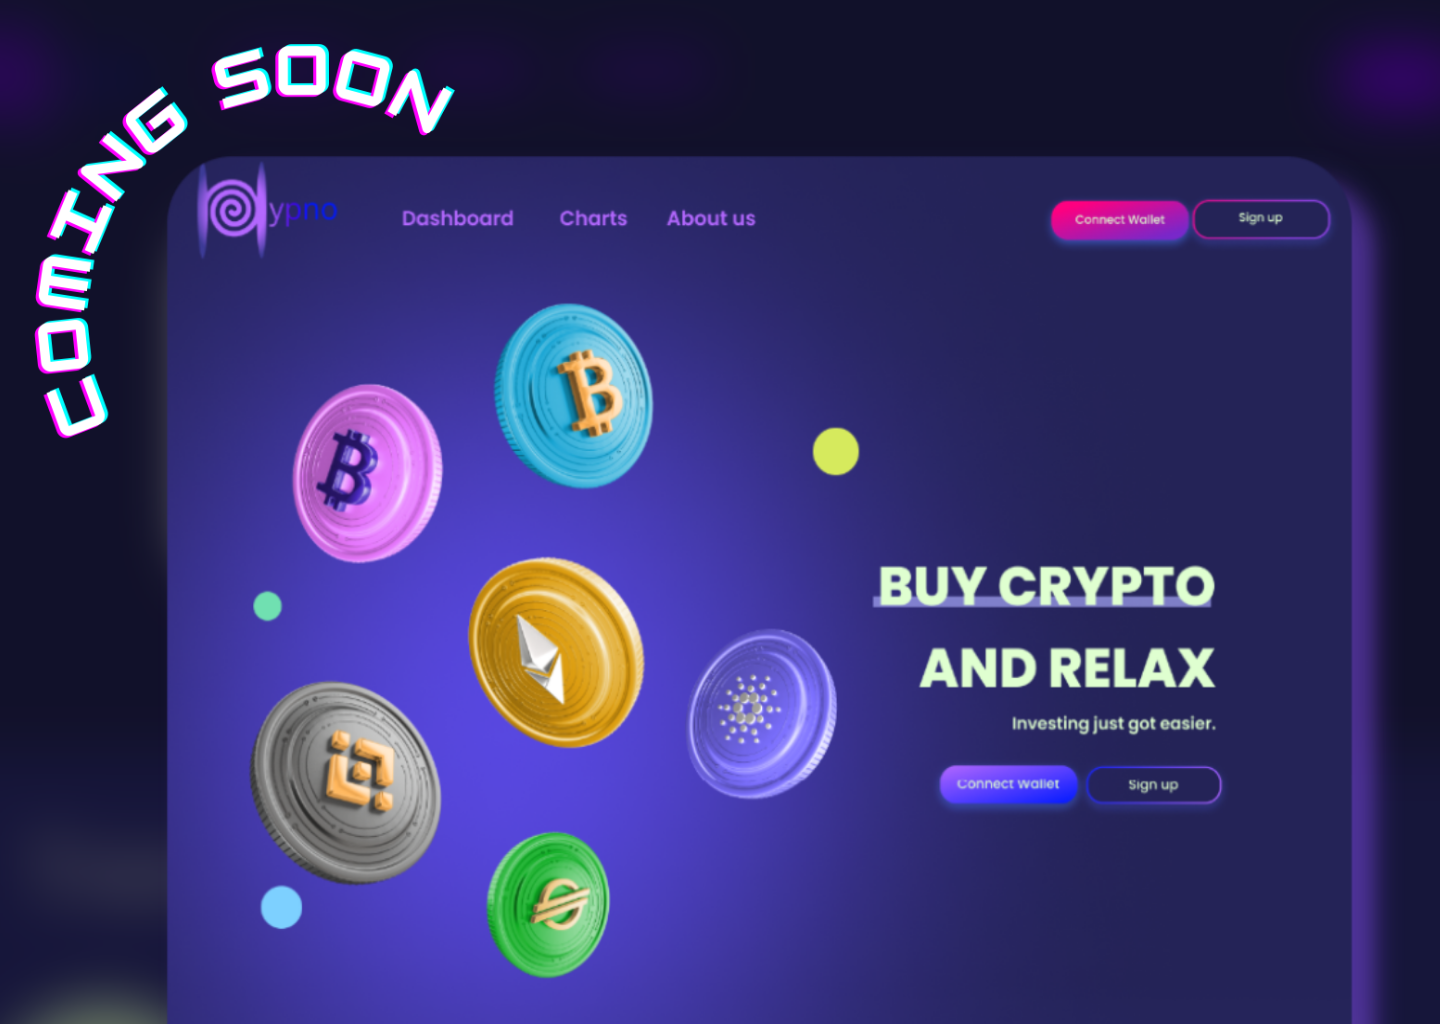 COMING SOON
Hypno
Dashboard
Charts
About us
Connect Wallet
Sign up
BUY CRYPTO
AND RELAX
Investing just got easier.
Connect Wallet
Sign up